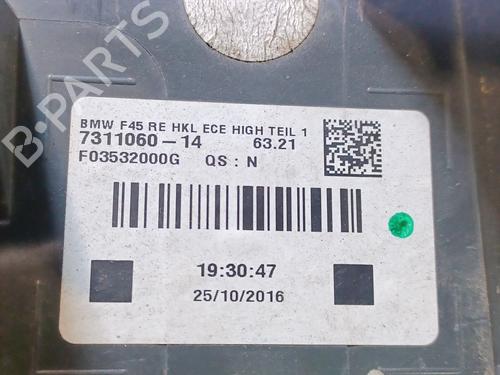 B-PARTS
BMW F45 RE HKL ECE HIGH TEIL 1
7311060-14 63.21
F03532000G QS : N
19:30:47
25/10/2016